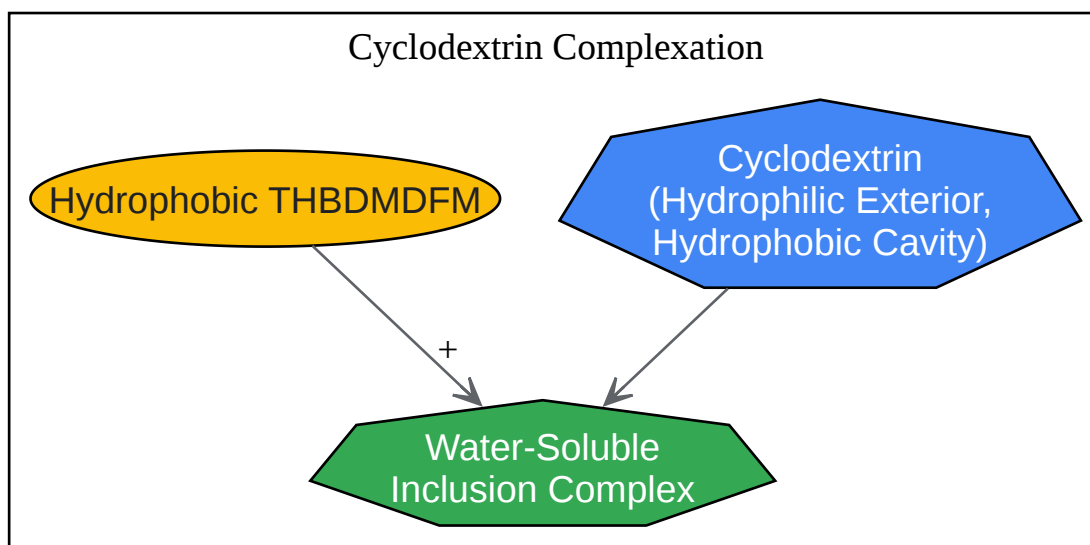 Cyclodextrin Complexation
Hydrophobic THBDMDFM
Cyclodextrin
(Hydrophilic Exterior,
Hydrophobic Cavity)
+
Water-Soluble
Inclusion Complex